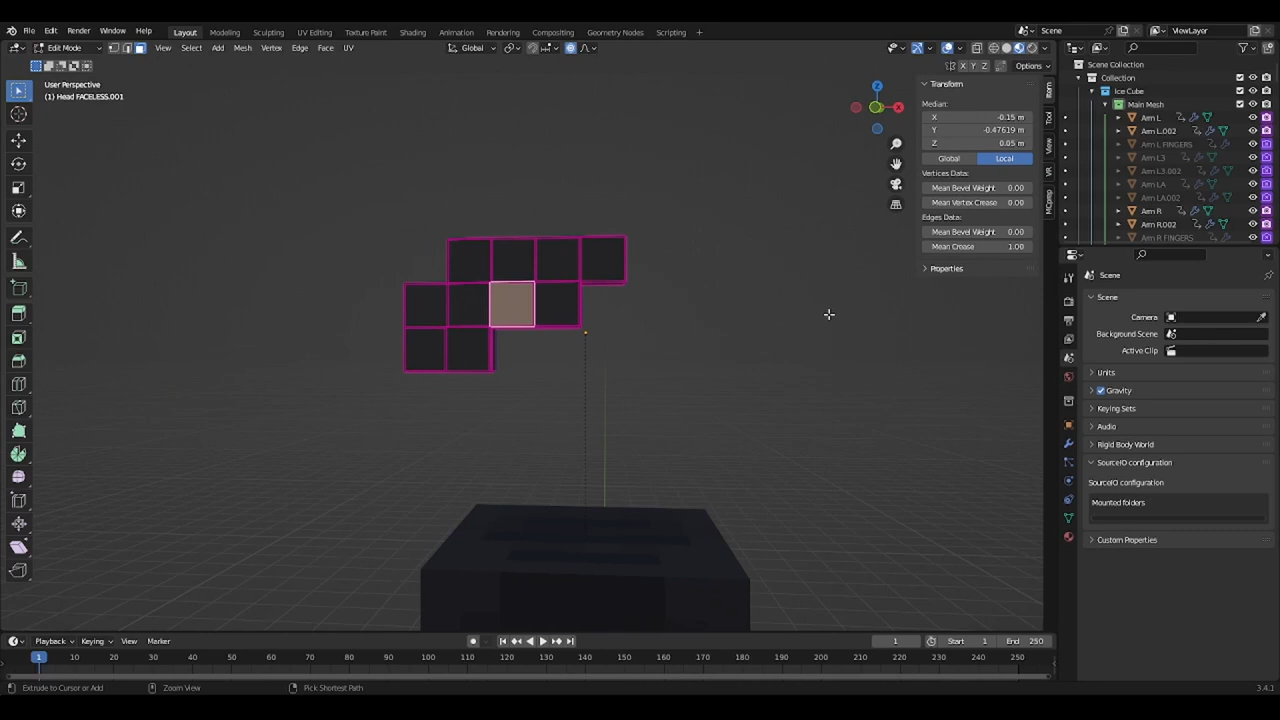 File Edit Render Window Help Layout Modeling Sculpting UV Editing Texture Paint Shading Animation Rendering Compositing Geometry Nodes Scripting + Scene ViewLayer
Edit Mode View Select Add Mesh Vertex Edge Face UV Global
X Y Z Options
User Perspective
(1) Head FACELESS.001
Z
X
Transform
Median:
X -0.15 m
Y -0.47619 m
Z 0.05 m
Global Local
Vertices Data:
Mean Bevel Weight 0.00
Mean Vertex Crease 0.00
Edges Data:
Mean Bevel Weight 0.00
Mean Crease 1.00
Properties
Item
Tool
View
VR
MCprep
Scene Collection
Collection
Ice Cube
Main Mesh
Arm L
Arm L.002
Arm L FINGERS
Arm L3
Arm L3.002
Arm LA
Arm LA.002
Arm R
Arm R.002
Arm R FINGERS
Scene
Scene
Camera
Background Scene
Active Clip
Units
Gravity
Keying Sets
Audio
Rigid Body World
SourceIO configuration
SourceIO configuration
Mounted folders
Custom Properties
Playback Keying View Marker 1 Start 1 End 250
1 10 20 30 40 50 60 70 80 90 100 110 120 130 140 150 160 170 180 190 200 210 220 230 240 250
Extrude to Cursor or Add Zoom View Pick Shortest Path 3.4.1